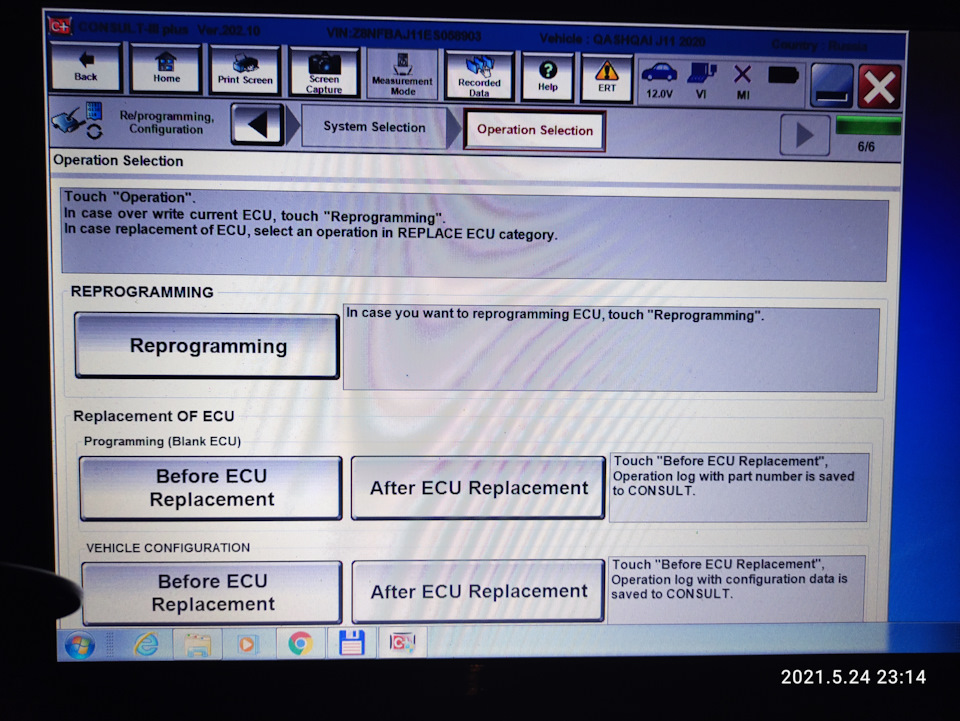 CONSULT-III plus Ver.202.10 VIN:Z8NFBAJ11ES088903 Vehicle : QASHQAI J11 2020 Country : Russia
Back
Home
Print Screen
Screen Capture
Measurement Mode
Recorded Data
Help
ERT
12.0V
VI
MI
Re/programming, Configuration
System Selection
Operation Selection
6/6
Operation Selection
Touch "Operation".
In case over write current ECU, touch "Reprogramming".
In case replacement of ECU, select an operation in REPLACE ECU category.
REPROGRAMMING
Reprogramming
In case you want to reprogramming ECU, touch "Reprogramming".
Replacement OF ECU
Programming (Blank ECU)
Before ECU Replacement
After ECU Replacement
Touch "Before ECU Replacement",
Operation log with part number is saved
to CONSULT.
VEHICLE CONFIGURATION
Before ECU Replacement
After ECU Replacement
Touch "Before ECU Replacement",
Operation log with configuration data is
saved to CONSULT.
2021.5.24 23:14